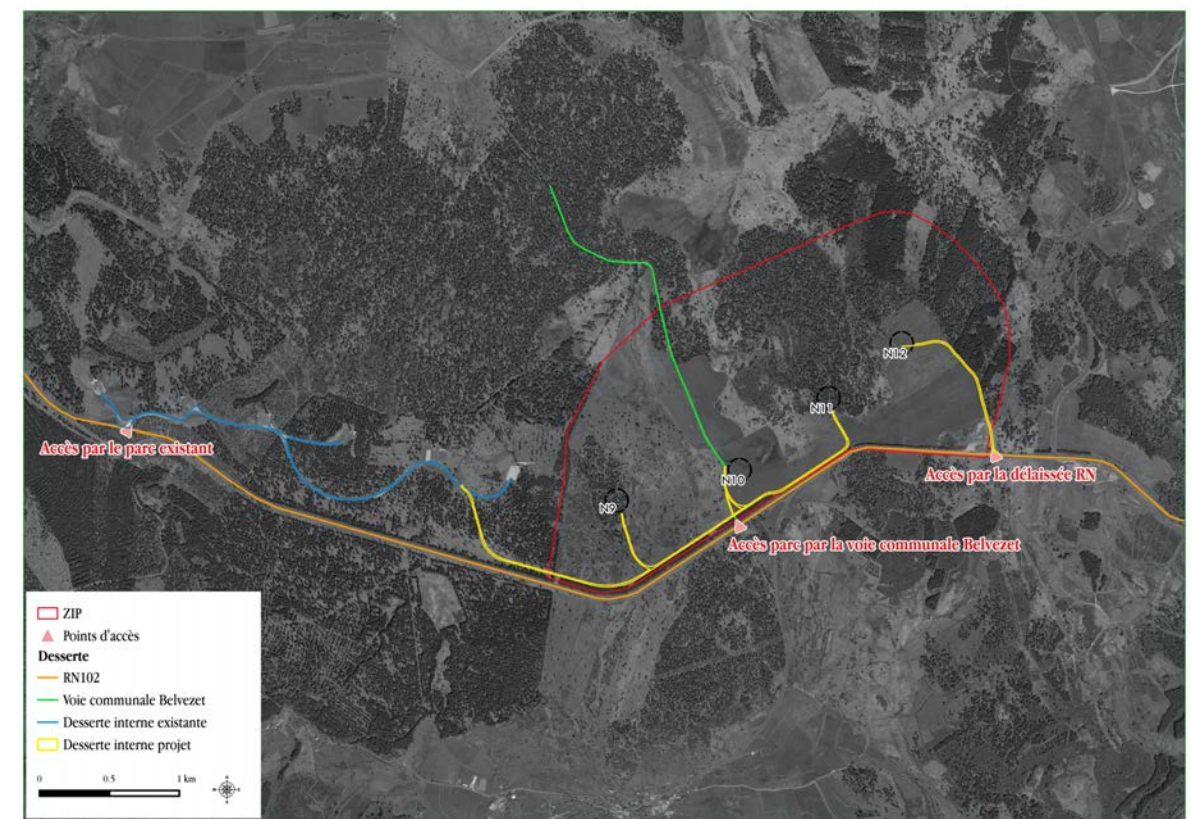 N12
N11
Accès par le parc existant
N10
Accès par la délaissée RN
N9
Accès parc par la voie communale Belvezet
ZIP
Points d'accès
Desserte
RN102
Voie communale Belvezet
Desserte interne existante
Desserte interne projet
0 0.5 1 km